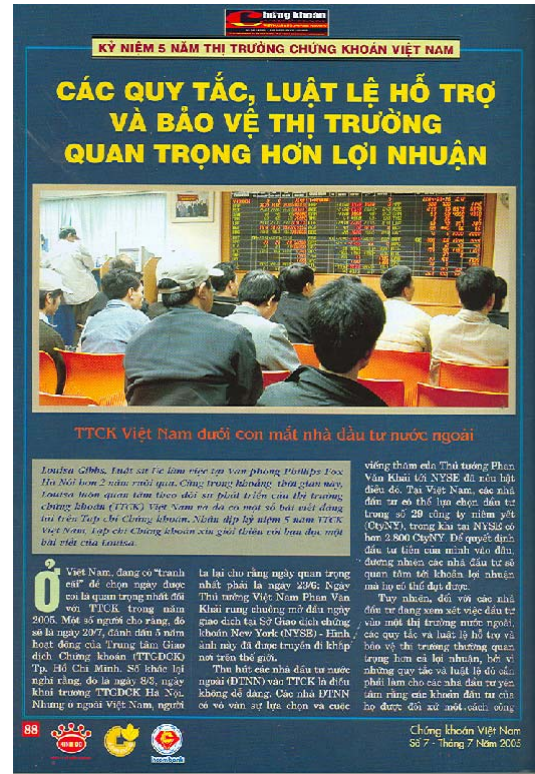 Chứng khoán
KỶ NIỆM 5 NĂM THỊ TRƯỜNG CHỨNG KHOÁN VIỆT NAM
CÁC QUY TẮC, LUẬT LỆ HỖ TRỢ
VÀ BẢO VỆ THỊ TRƯỜNG
QUAN TRỌNG HƠN LỢI NHUẬN
TTCK Việt Nam dưới con mắt nhà đầu tư nước ngoài
Louisa Gibbs, Luật sư Úc làm việc tại Văn phòng Phillips Fox
Hà Nội hơn 2 năm rưỡi qua. Cũng trong khoảng thời gian này,
Louisa luôn quan tâm theo dõi sự phát triển của thị trường
chứng khoán (TTCK) Việt Nam và đã có một số bài viết đăng
tải trên Tạp chí Chứng khoán. Nhân dịp kỷ niệm 5 năm TTCK
Việt Nam, Tạp chí Chứng khoán xin giới thiệu với bạn đọc một
bài viết của Louisa.
Ở Việt Nam, đang có "tranh
cãi" để chọn ngày được
coi là quan trọng nhất đối
với TTCK trong năm
2005. Một số người cho rằng, đó
sẽ là ngày 20/7, đánh dấu 5 năm
hoạt động của Trung tâm Giao
dịch Chứng khoán (TTGDCK)
Tp. Hồ Chí Minh. Số khác lại
nghĩ rằng, đó là ngày 8/3, ngày
khai trương TTGDCK Hà Nội.
Nhưng ở ngoài Việt Nam, người
ta lại cho rằng ngày quan trọng
nhất phải là ngày 23/6: Ngày
Thủ tướng Việt Nam Phan Văn
Khải rung chuông mở đầu ngày
giao dịch tại Sở Giao dịch chứng
khoán New York (NYSE) - Hình
ảnh này đã được truyền đi khắp
nơi trên thế giới.
Thu hút các nhà đầu tư nước
ngoài (ĐTNN) vào TTCK là điều
không dễ dàng. Các nhà ĐTNN
có vô vàn sự lựa chọn và cuộc
viếng thăm của Thủ tướng Phan
Văn Khải tới NYSE đã nêu bật
điều đó. Tại Việt Nam, các nhà
đầu tư có thể lựa chọn đầu tư
trong số 29 công ty niêm yết
(CtyNY), trong khi tại NYSE có
hơn 2.800 CtyNY. Để quyết định
đầu tư tiền của mình vào đâu,
đương nhiên các nhà đầu tư sẽ
quan tâm tới khoản lợi nhuận
mà họ có thể đạt được.
Tuy nhiên, đối với các nhà
đầu tư đang xem xét việc đầu tư
vào một thị trường nước ngoài,
các quy tắc và luật lệ hỗ trợ và
bảo vệ thị trường thường quan
trọng hơn cả lợi nhuận, bởi vì
những quy tắc và luật lệ đó cần
phải làm cho các nhà đầu tư yên
tâm rằng các khoản đầu tư của
họ được đối xử một cách công
88
KINH ĐÔ
Chứng khoán Việt Nam
Số 7 - Tháng 7 Năm 2005